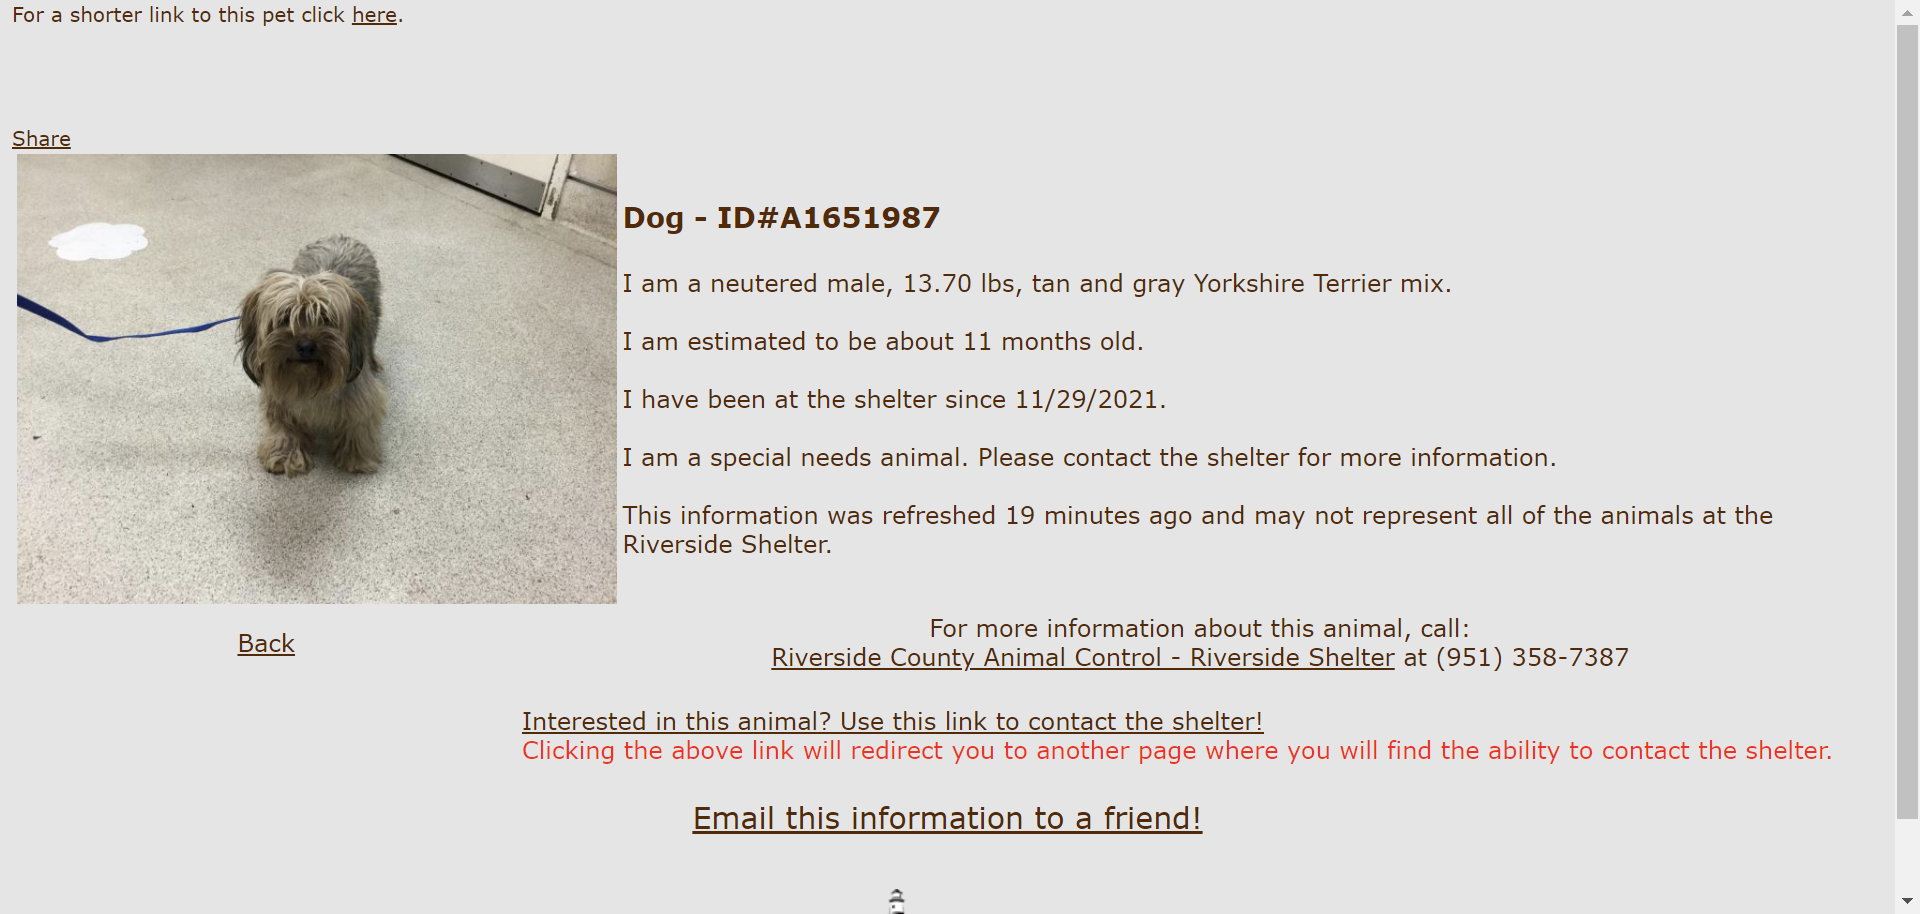 For a shorter link to this pet click here.
Share
Dog - ID#A1651987
I am a neutered male, 13.70 lbs, tan and gray Yorkshire Terrier mix.
I am estimated to be about 11 months old.
I have been at the shelter since 11/29/2021.
I am a special needs animal. Please contact the shelter for more information.
This information was refreshed 19 minutes ago and may not represent all of the animals at the
Riverside Shelter.
Back
For more information about this animal, call:
Riverside County Animal Control - Riverside Shelter at (951) 358-7387
Interested in this animal? Use this link to contact the shelter!
Clicking the above link will redirect you to another page where you will find the ability to contact the shelter.
Email this information to a friend!